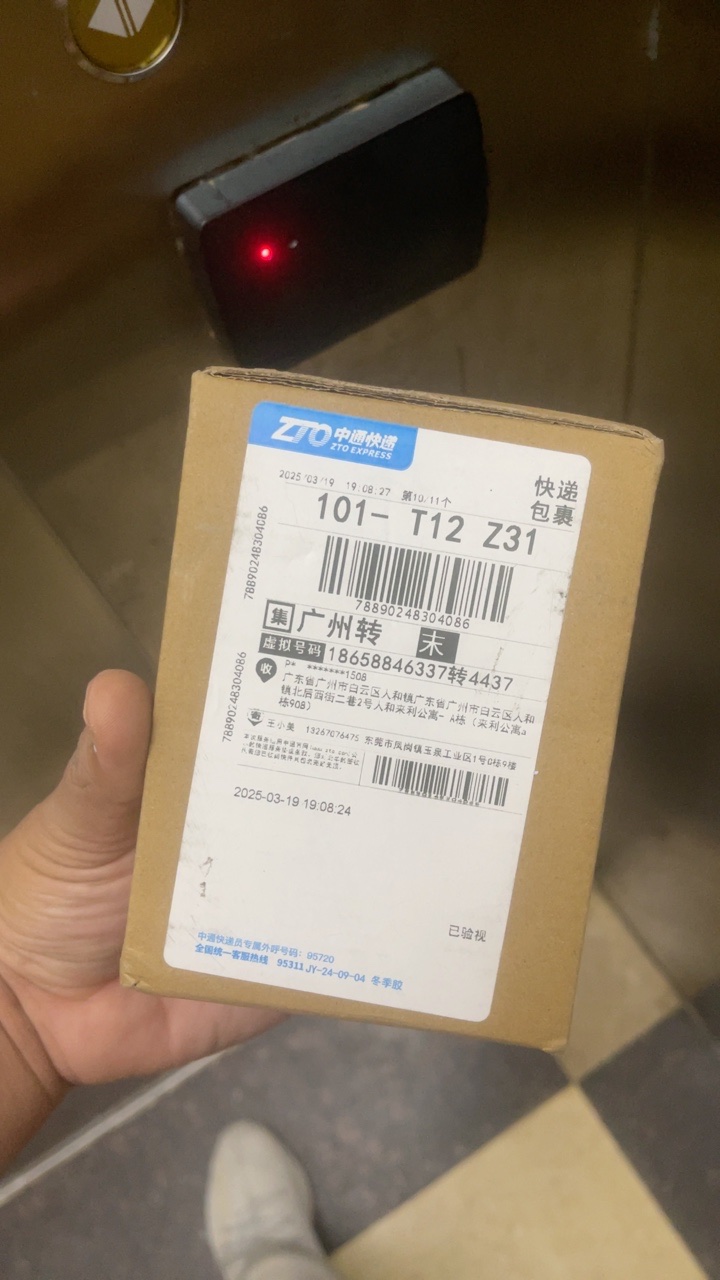 ZTO 中通快递
ZTO EXPRESS
快递
包裹
2025/03/19 19:08:27 第10/11个
101- T12 Z31
78890248304086
78890248304086
集 广州转 末
虚拟号码 18658846337转4437
收 P* *******1508
广东省广州市白云区人和镇广东省广州市白云区人和
镇北后西街二巷2号人和来利公寓- A栋 (来利公寓a
栋908)
78890248304086
寄 王小美 13267076475 东莞市凤岗镇玉泉工业区1号D栋9楼
2025-03-19 19:08:24
已验视
中通快递员专属外呼号码: 95720
全国统一客服热线 95311 JY-24-09-04 冬季胶